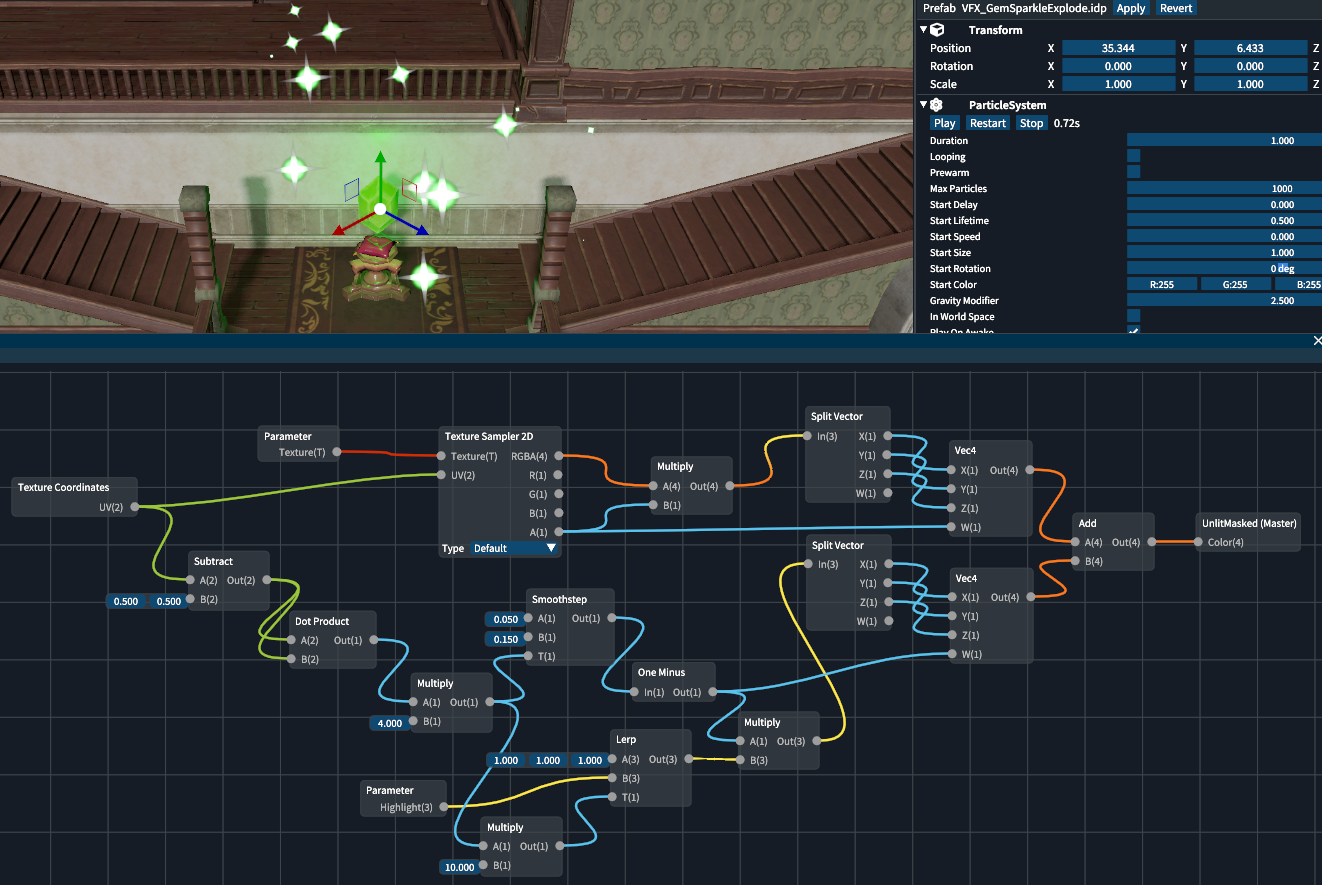 Prefab VFX_GemSparkleExplode.idp Apply Revert
Transform
Position X 35.344 Y 6.433 Z
Rotation X 0.000 Y 0.000 Z
Scale X 1.000 Y 1.000 Z
ParticleSystem
Play Restart Stop 0.72s
Duration 1.000
Looping
Prewarm
Max Particles 1000
Start Delay 0.000
Start Lifetime 0.500
Start Speed 0.000
Start Size 1.000
Start Rotation 0 deg
Start Color R:255 G:255 B:255
Gravity Modifier 2.500
In World Space
Play On Awake
Texture Coordinates
UV(2)
Parameter
Texture(T)
Texture Sampler 2D
Texture(T) RGBA(4)
UV(2) R(1)
G(1)
B(1)
A(1)
Type Default
Multiply
A(4) Out(4)
B(1)
Split Vector
In(3) X(1)
Y(1)
Z(1)
W(1)
Vec4
X(1) Out(4)
Y(1)
Z(1)
W(1)
Subtract
A(2) Out(2)
0.500 0.500 B(2)
Dot Product
A(2) Out(1)
B(2)
Multiply
A(1) Out(1)
4.000 B(1)
Smoothstep
0.050 A(1) Out(1)
0.150 B(1)
T(1)
One Minus
In(1) Out(1)
Split Vector
In(3) X(1)
Y(1)
Z(1)
W(1)
Vec4
X(1) Out(4)
Y(1)
Z(1)
W(1)
Add
A(4) Out(4)
B(4)
UnlitMasked (Master)
Color(4)
Multiply
A(1) Out(3)
B(3)
Lerp
1.000 1.000 1.000 A(3) Out(3)
B(3)
T(1)
Parameter
Highlight(3)
Multiply
A(1) Out(1)
10.000 B(1)